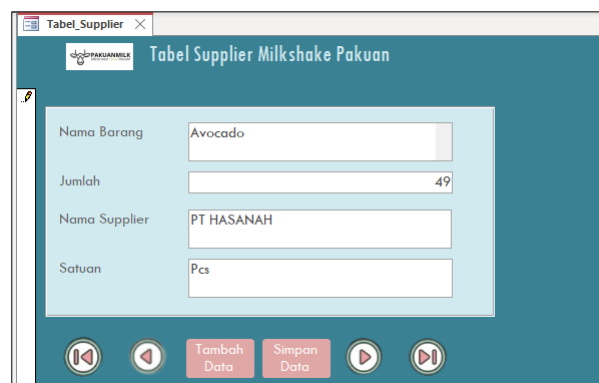 Tabel_Supplier
PAKUANMILK
Tabel Supplier Milkshake Pakuan
Nama Barang
Avocado
Jumlah
49
Nama Supplier
PT HASANAH
Satuan
Pcs
Tambah
Data
Simpan
Data